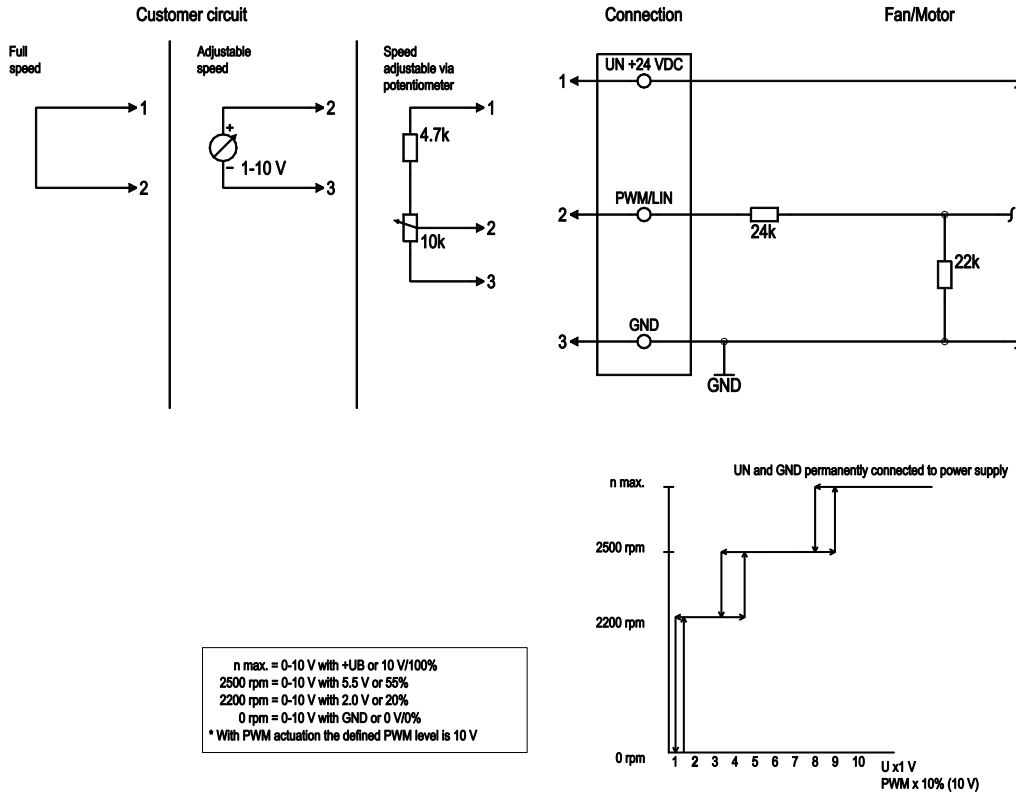 Customer circuit
Connection
Fan/Motor
Full
speed
1
2
Adjustable
speed
2
+
–
1-10 V
3
Speed
adjustable via
potentiometer
1
4.7k
2
10k
3
1
UN +24 VDC
2
PWM/LIN
24k
22k
3
GND
GND
UN and GND permanently connected to power supply
n max.
2500 rpm
2200 rpm
0 rpm
1 2 3 4 5 6 7 8 9 10
U x1 V
PWM x 10% (10 V)
n max. = 0-10 V with +UB or 10 V/100%
2500 rpm = 0-10 V with 5.5 V or 55%
2200 rpm = 0-10 V with 2.0 V or 20%
0 rpm = 0-10 V with GND or 0 V/0%
* With PWM actuation the defined PWM level is 10 V